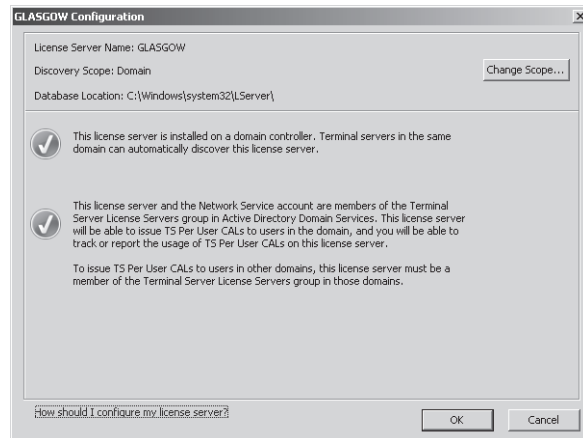 GLASGOW Configuration
License Server Name: GLASGOW
Discovery Scope: Domain
Change Scope...
Database Location: C:\Windows\system32\LServer\
This license server is installed on a domain controller. Terminal servers in the same
domain can automatically discover this license server.
This license server and the Network Service account are members of the Terminal
Server License Servers group in Active Directory Domain Services. This license server
will be able to issue TS Per User CALs to users in the domain, and you will be able to
track or report the usage of TS Per User CALs on this license server.
To issue TS Per User CALs to users in other domains, this license server must be a
member of the Terminal Server License Servers group in those domains.
How should I configure my license server?
OK
Cancel